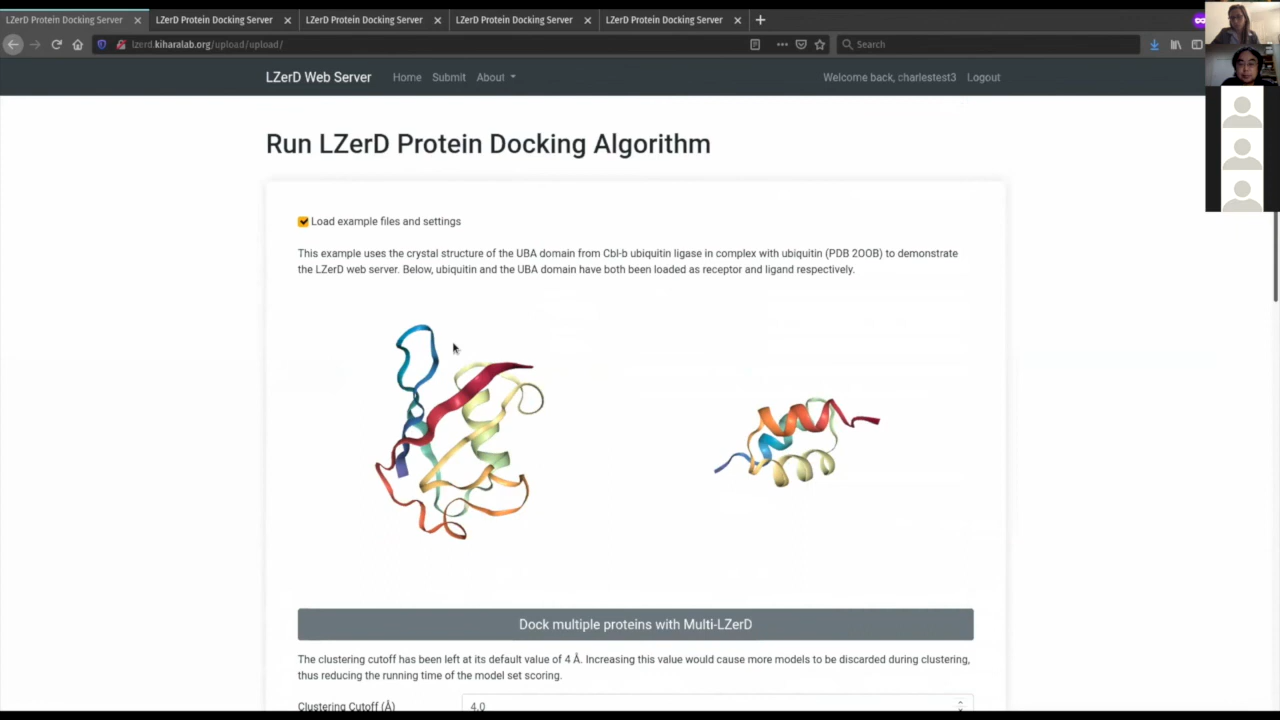 LZerD Protein Docking Server
LZerD Protein Docking Server
LZerD Protein Docking Server
LZerD Protein Docking Server
LZerD Protein Docking Server
lzerd.kiharalab.org/upload/upload/
Search
LZerD Web Server
Home
Submit
About
Welcome back, charlestest3
Logout
Run LZerD Protein Docking Algorithm
Load example files and settings
This example uses the crystal structure of the UBA domain from Cbl-b ubiquitin ligase in complex with ubiquitin (PDB 2OOB) to demonstrate
the LZerD web server. Below, ubiquitin and the UBA domain have both been loaded as receptor and ligand respectively.
Dock multiple proteins with Multi-LZerD
The clustering cutoff has been left at its default value of 4 Å. Increasing this value would cause more models to be discarded during clustering,
thus reducing the running time of the model set scoring.
Clustering Cutoff (Å)
4.0